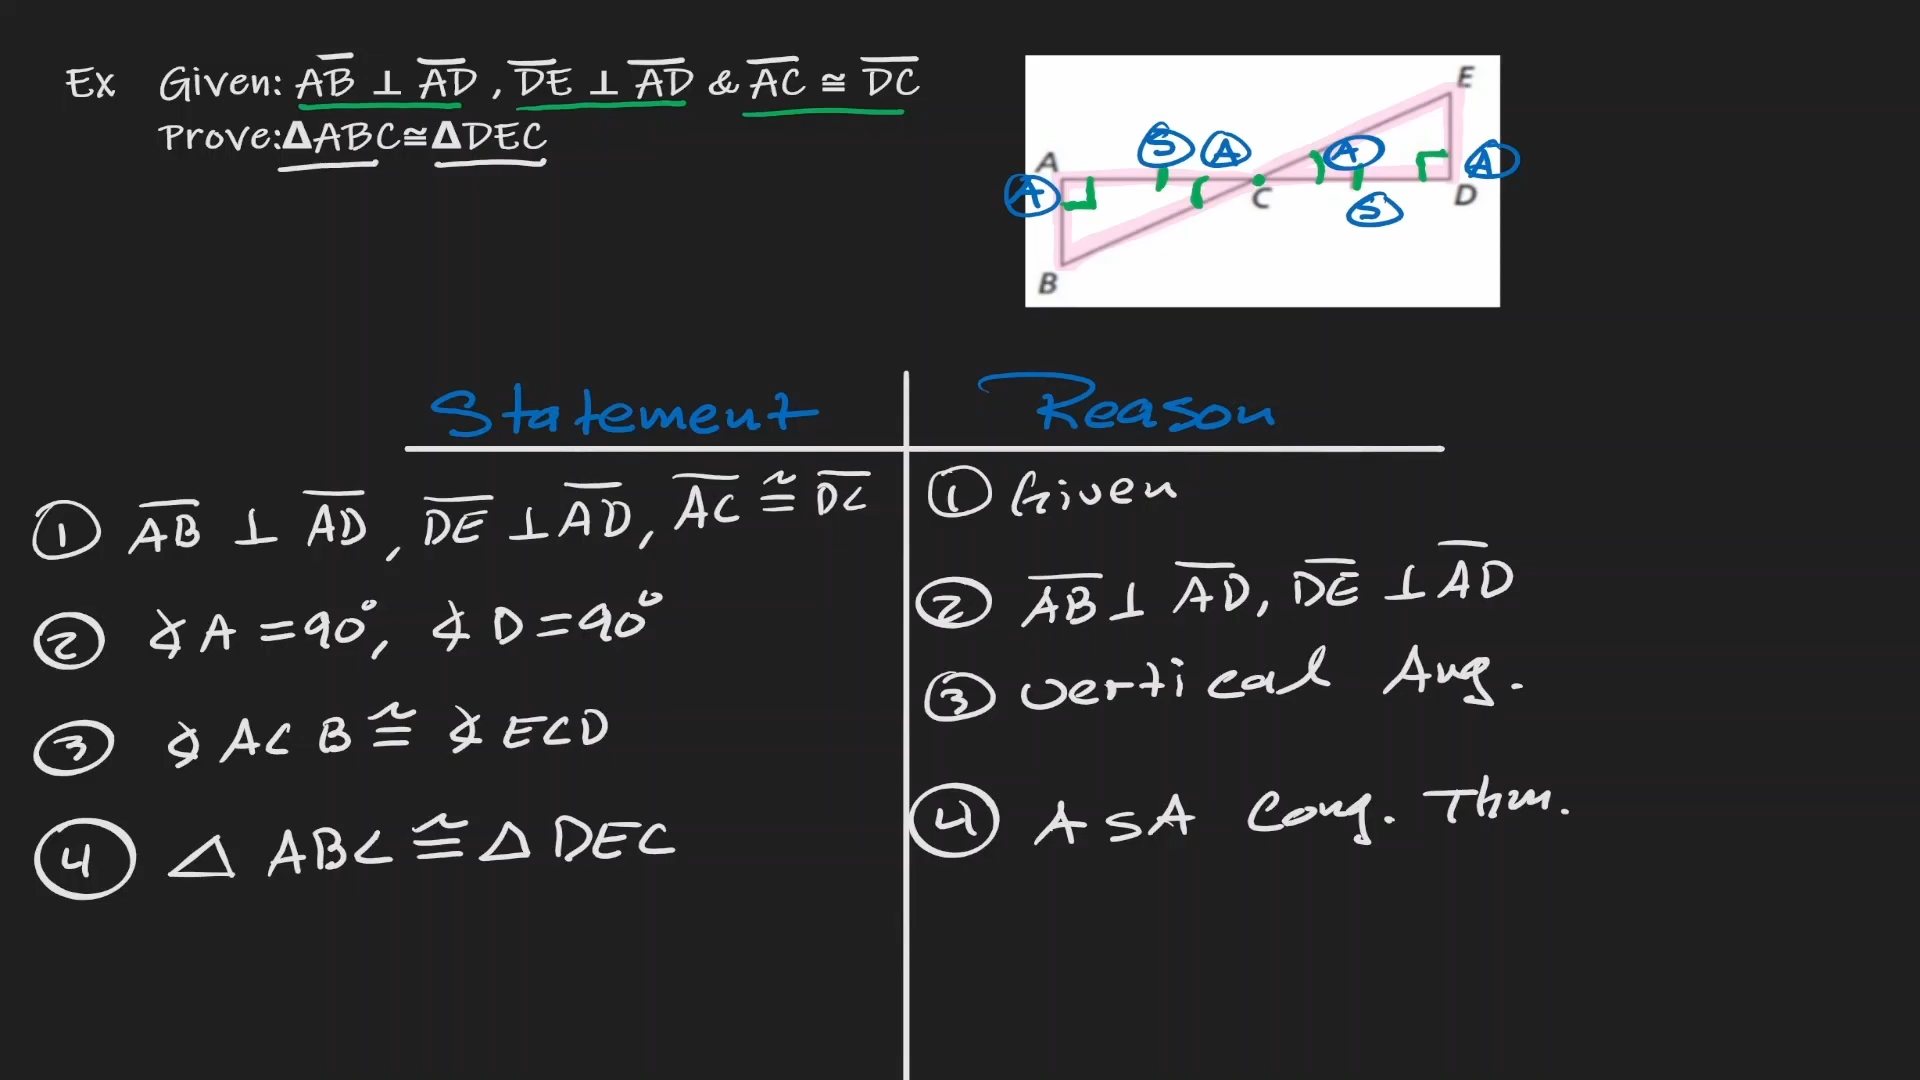 Ex Given: AB ⊥ AD , DE ⊥ AD & AC ≅ DC
Prove:ΔABC≅ΔDEC
E
S A A A
A
A D
C S
B
Statement Reason
① AB ⊥ AD, DE ⊥ AD, AC ≅ DC ① Given
② ∢A = 90°, ∢D = 90° ② AB ⊥ AD, DE ⊥ AD
③ ∢ACB ≅ ∢ECD ③ Vertical Ang.
④ △ ABC ≅ △ DEC ④ ASA Cong. Thm.